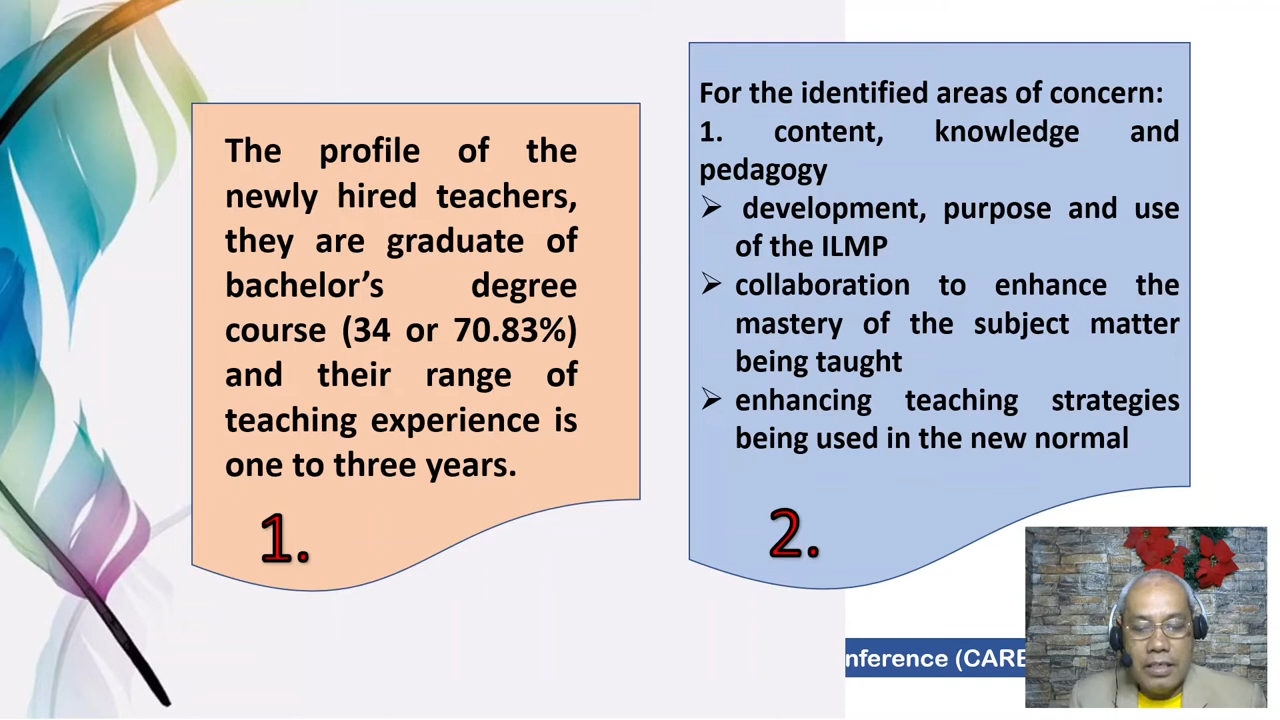 The profile of the
newly hired teachers,
they are graduate of
bachelor’s degree
course (34 or 70.83%)
and their range of
teaching experience is
one to three years.
1.
For the identified areas of concern:
1. content, knowledge and
pedagogy
➢ development, purpose and use
of the ILMP
➢ collaboration to enhance the
mastery of the subject matter
being taught
➢ enhancing teaching strategies
being used in the new normal
2.
nference (CARE